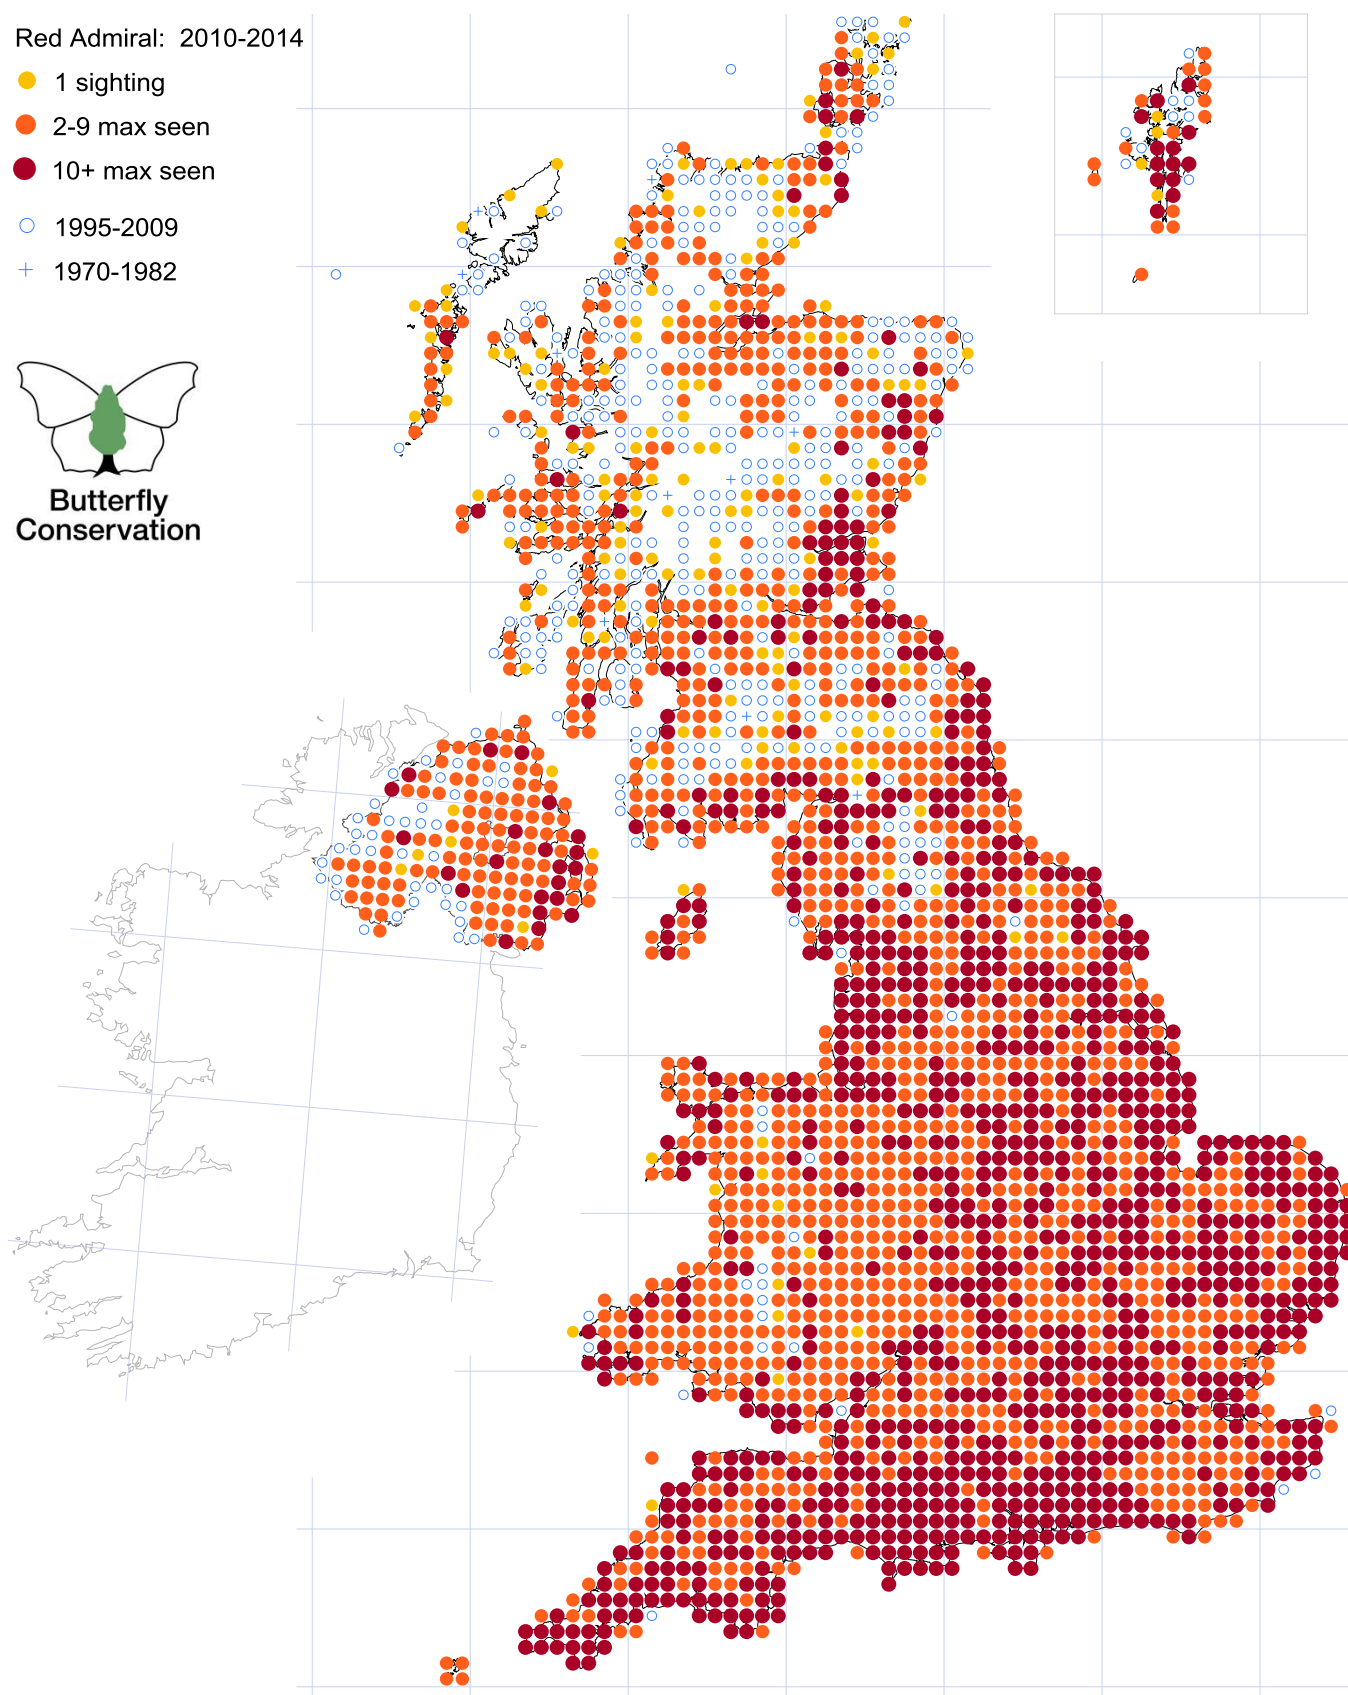 Red Admiral: 2010-2014
1 sighting
2-9 max seen
10+ max seen
1995-2009
1970-1982
Butterfly
Conservation